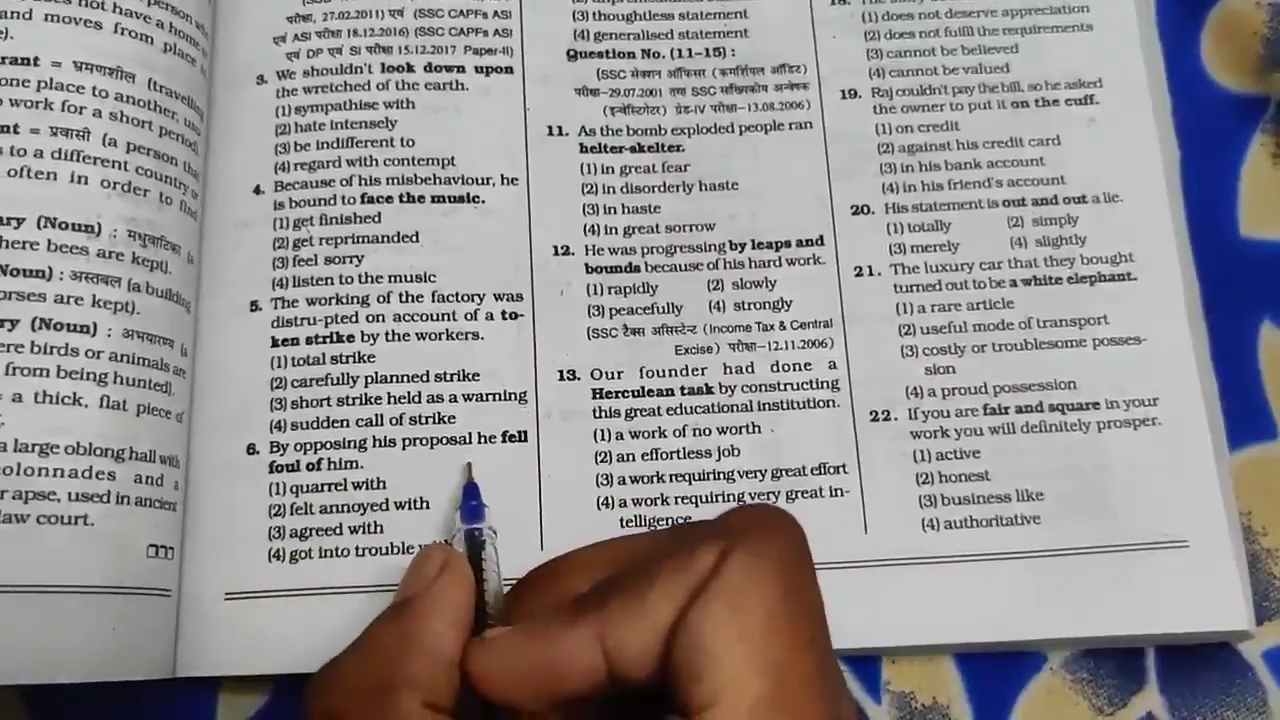 person
not have a home
and moves from place
e).
rant = भ्रमणशील (travelling
one place to another,
work for a short period)
nt = प्रवासी (a person that
s to a different country or
often in order to find
ary (Noun) : मधुवाटिका (a
here bees are kept).
Noun) : अस्तबल (a building
orses are kept).
ry (Noun) : अभयारण्य (a
ere birds or animals are
from being hunted).
= a thick, flat piece of
a large oblong hall with
olonnades and a
r apse, used in ancient
law court.
परीक्षा, 27.02.2011) एवं (SSC CAPFs ASI
एवं ASI परीक्षा 18.12.2016) (SSC CAPFs ASI
एवं DP एवं SI परीक्षा 15.12.2017 Paper-II)
3. We shouldn't look down upon
the wretched of the earth.
(1) sympathise with
(2) hate intensely
(3) be indifferent to
(4) regard with contempt
4. Because of his misbehaviour, he
is bound to face the music.
(1) get finished
(2) get reprimanded
(3) feel sorry
(4) listen to the music
5. The working of the factory was
distru-pted on account of a to-
ken strike by the workers.
(1) total strike
(2) carefully planned strike
(3) short strike held as a warning
(4) sudden call of strike
6. By opposing his proposal he fell
foul of him.
(1) quarrel with
(2) felt annoyed with
(3) agreed with
(4) got into trouble
(3) thoughtless statement
(4) generalised statement
Question No. (11–15) :
(SSC सेक्शन ऑफिसर (कमर्शियल ऑडिट)
परीक्षा–29.07.2001 तथा SSC सांख्यिकीय अन्वेषक
(इन्वेस्टिगेटर) ग्रेड-IV परीक्षा–13.08.2006)
11. As the bomb exploded people ran
helter-skelter.
(1) in great fear
(2) in disorderly haste
(3) in haste
(4) in great sorrow
12. He was progressing by leaps and
bounds because of his hard work.
(1) rapidly (2) slowly
(3) peacefully (4) strongly
(SSC टैक्स असिस्टेन्ट (Income Tax & Central
Excise) परीक्षा–12.11.2006)
13. Our founder had done a
Herculean task by constructing
this great educational institution.
(1) a work of no worth
(2) an effortless job
(3) a work requiring very great effort
(4) a work requiring very great in-
telligence
(1) does not deserve appreciation
(2) does not fulfil the requirements
(3) cannot be believed
(4) cannot be valued
19. Raj couldn't pay the bill, so he asked
the owner to put it on the cuff.
(1) on credit
(2) against his credit card
(3) in his bank account
(4) in his friend's account
20. His statement is out and out a lie.
(1) totally (2) simply
(3) merely (4) slightly
21. The luxury car that they bought
turned out to be a white elephant.
(1) a rare article
(2) useful mode of transport
(3) costly or troublesome posses-
sion
(4) a proud possession
22. If you are fair and square in your
work you will definitely prosper.
(1) active
(2) honest
(3) business like
(4) authoritative